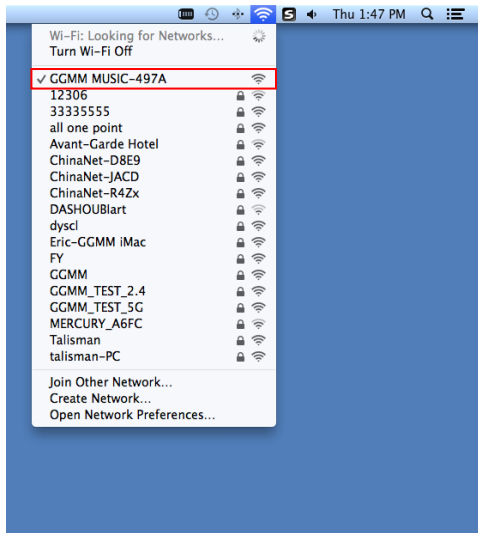 Thu 1:47 PM
Wi-Fi: Looking for Networks...
Turn Wi-Fi Off
✓ GGMM MUSIC-497A
12306
33335555
all one point
Avant-Garde Hotel
ChinaNet-D8E9
ChinaNet-JACD
ChinaNet-R4Zx
DASHOUBlart
dyscl
Eric-GGMM iMac
FY
GGMM
GGMM_TEST_2.4
GGMM_TEST_5G
MERCURY_A6FC
Talisman
talisman-PC
Join Other Network...
Create Network...
Open Network Preferences...